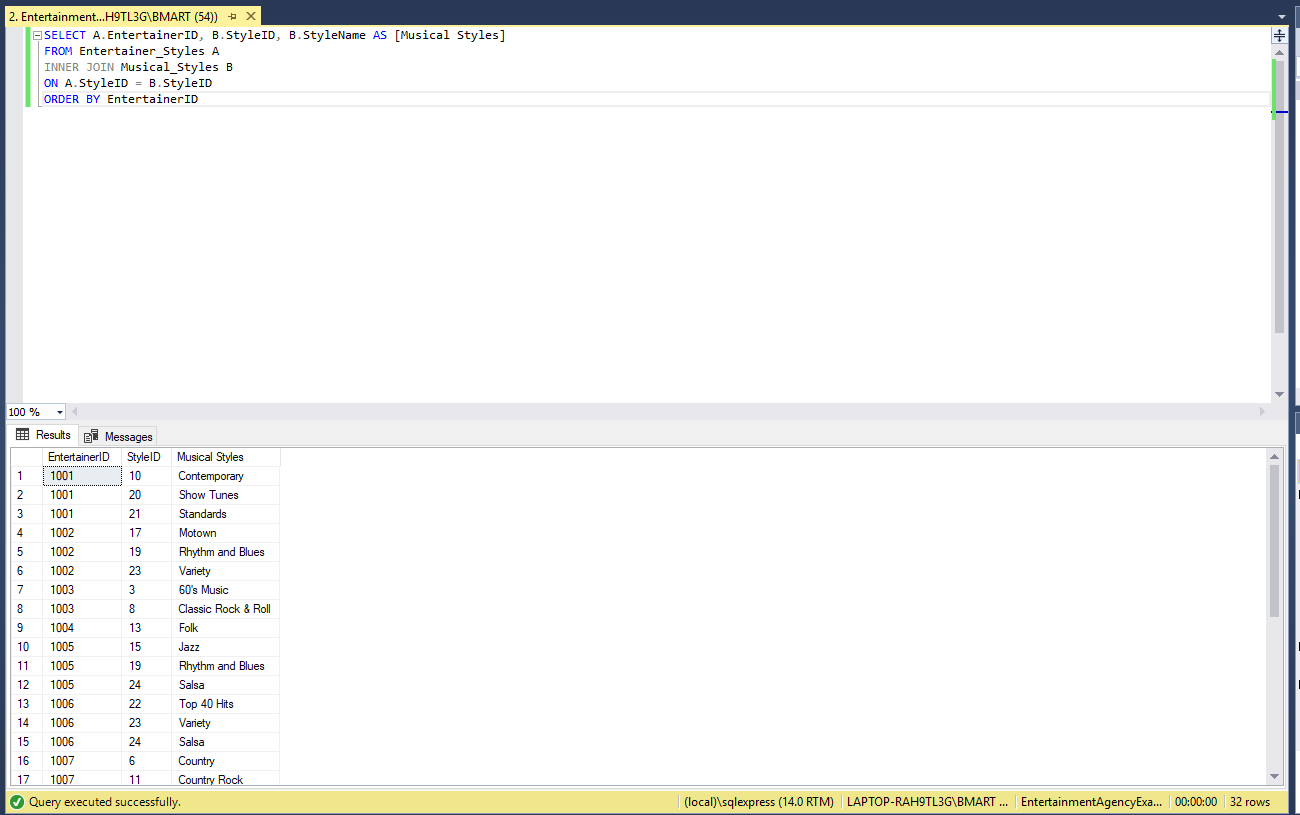 2. Entertainment...H9TL3G\BMART (54))
SELECT A.EntertainerID, B.StyleID, B.StyleName AS [Musical Styles]
FROM Entertainer_Styles A
INNER JOIN Musical_Styles B
ON A.StyleID = B.StyleID
ORDER BY EntertainerID
100 %
Results Messages
EntertainerID StyleID Musical Styles
1 1001 10 Contemporary
2 1001 20 Show Tunes
3 1001 21 Standards
4 1002 17 Motown
5 1002 19 Rhythm and Blues
6 1002 23 Variety
7 1003 3 60's Music
8 1003 8 Classic Rock & Roll
9 1004 13 Folk
10 1005 15 Jazz
11 1005 19 Rhythm and Blues
12 1005 24 Salsa
13 1006 22 Top 40 Hits
14 1006 23 Variety
15 1006 24 Salsa
16 1007 6 Country
17 1007 11 Country Rock
Query executed successfully. (local)\sqlexpress (14.0 RTM) LAPTOP-RAH9TL3G\BMART ... EntertainmentAgencyExa... 00:00:00 32 rows